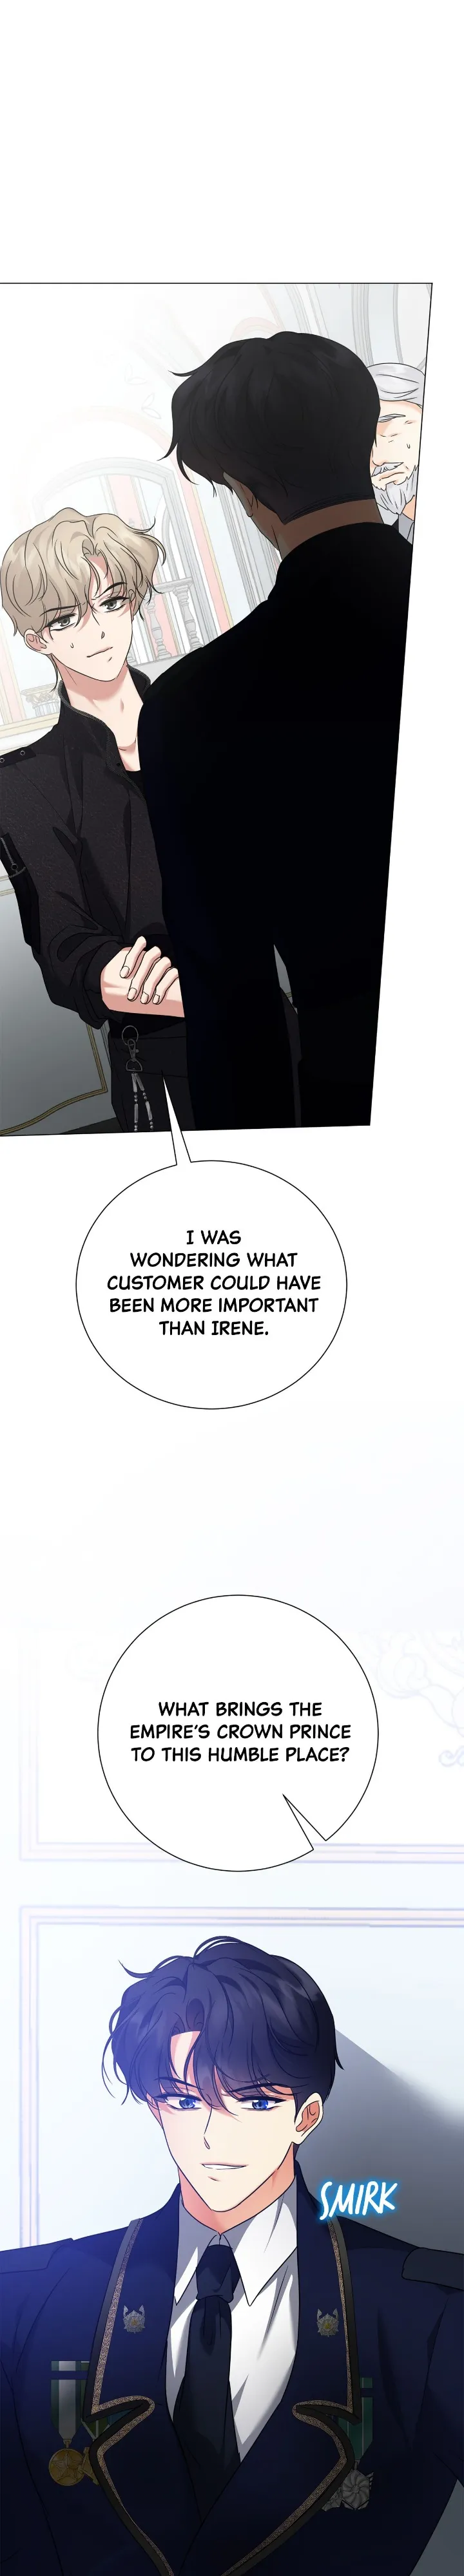 I WAS
WONDERING WHAT
CUSTOMER COULD HAVE
BEEN MORE IMPORTANT
THAN IRENE.
WHAT BRINGS THE
EMPIRE'S CROWN PRINCE
TO THIS HUMBLE PLACE?
SMIRK